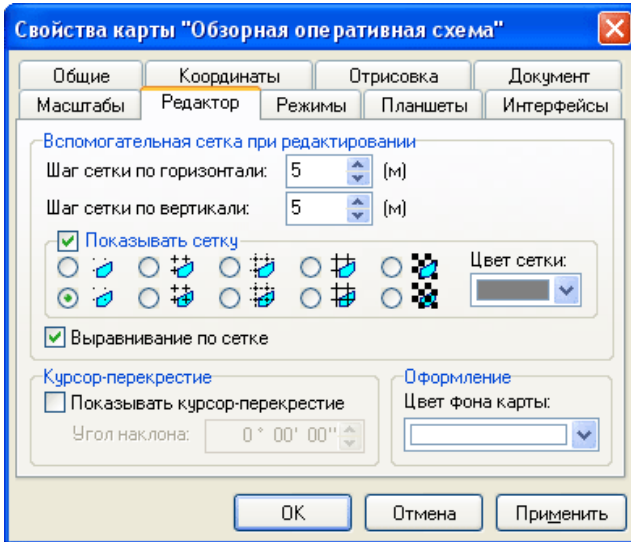 Свойства карты "Обзорная оперативная схема"
Общие Координаты Отрисовка Документ
Масштабы Редактор Режимы Планшеты Интерфейсы
Вспомогательная сетка при редактировании
Шаг сетки по горизонтали: 5 (м)
Шаг сетки по вертикали: 5 (м)
Показывать сетку
Цвет сетки:
Выравнивание по сетке
Курсор-перекрестие
Показывать курсор-перекрестие
Угол наклона: 0 ° 00' 00"
Оформление
Цвет фона карты:
OK Отмена Применить